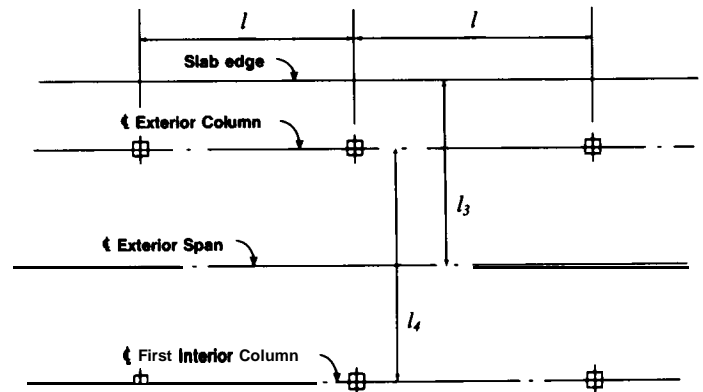 l l
Slab edge
℄ Exterior Column
l₃
℄ Exterior Span
l₄
℄ First Interior Column